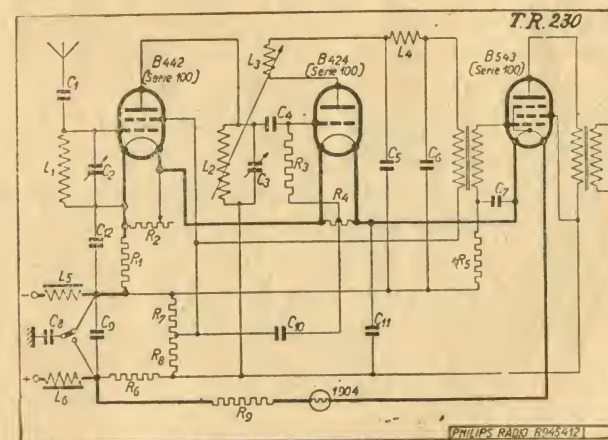 T.R. 230
B442
(Serie 100)
B424
(Serie 100)
B543
(Serie 100)
C1
L3
L4
C4
L1
C2
L2
C3
R3
C5
C6
C7
R2
R4
C12
R1
R5
L5
C8
C9
R7
C10
C11
R8
L6
R6
R9
1904
PHILIPS RADIO R945412